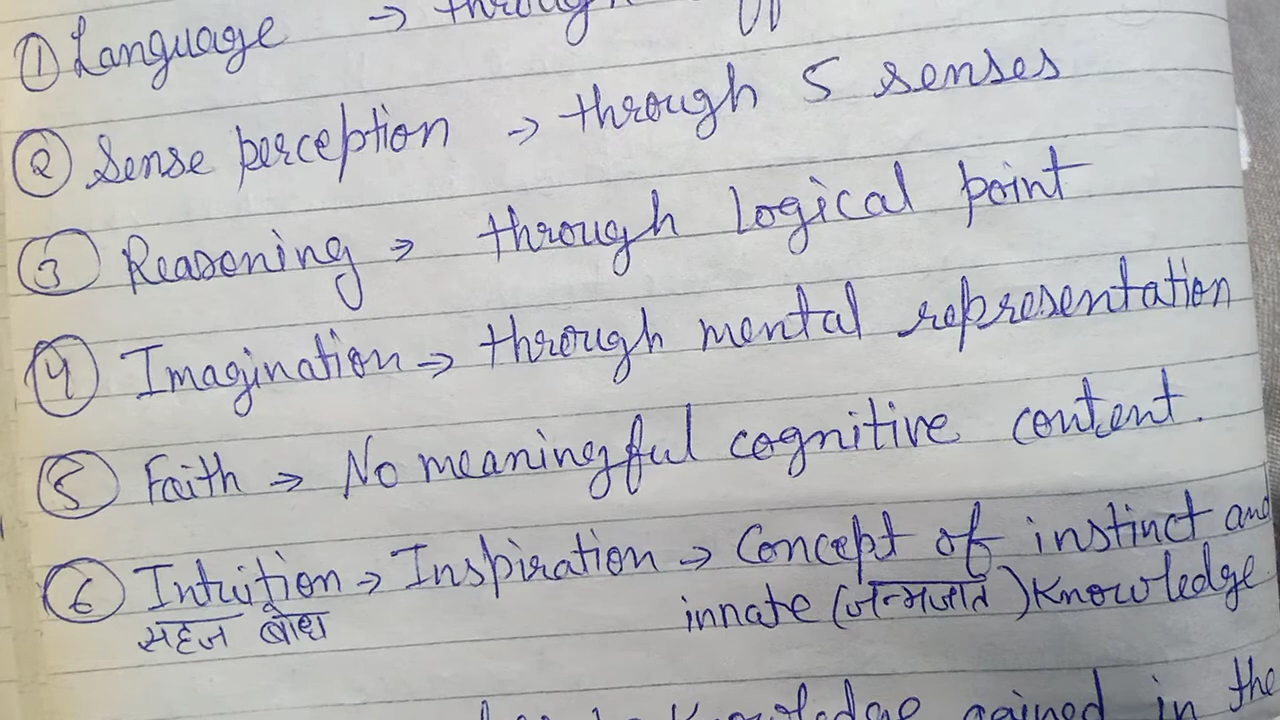 ① Language → through
② Sense perception → through 5 senses
③ Reasoning → through logical point
④ Imagination → through mental representation
⑤ Faith → No meaningful cognitive content.
⑥ Intuition → Inspiration → Concept of instinct and
सहज बोध innate (जन्मजात) Knowledge
Knowledge gained in the